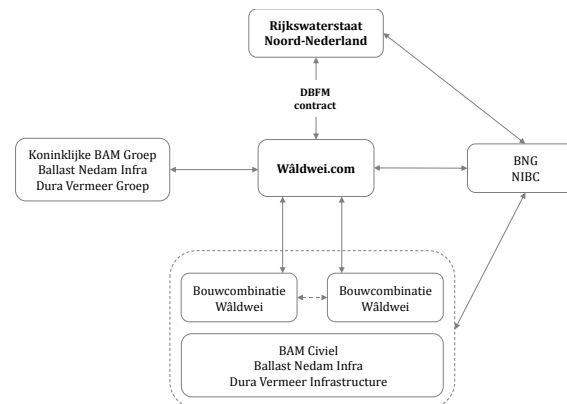 Rijkswaterstaat
Noord-Nederland
DBFM
contract
Koninklijke BAM Groep
Ballast Nedam Infra
Dura Vermeer Groep
Wâldwei.com
BNG
NIBC
Bouwcombinatie
Wâldwei
Bouwcombinatie
Wâldwei
BAM Civiel
Ballast Nedam Infra
Dura Vermeer Infrastructure